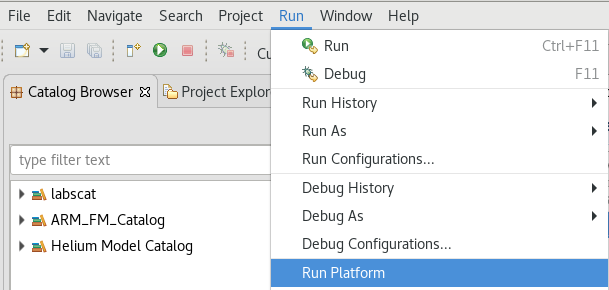 File Edit Navigate Search Project Run Window Help
Run Ctrl+F11
Debug F11
Cu
Catalog Browser Project Explor
Run History
Run As
Run Configurations...
type filter text
Debug History
labscat
Debug As
ARM_FM_Catalog
Debug Configurations...
Helium Model Catalog
Run Platform